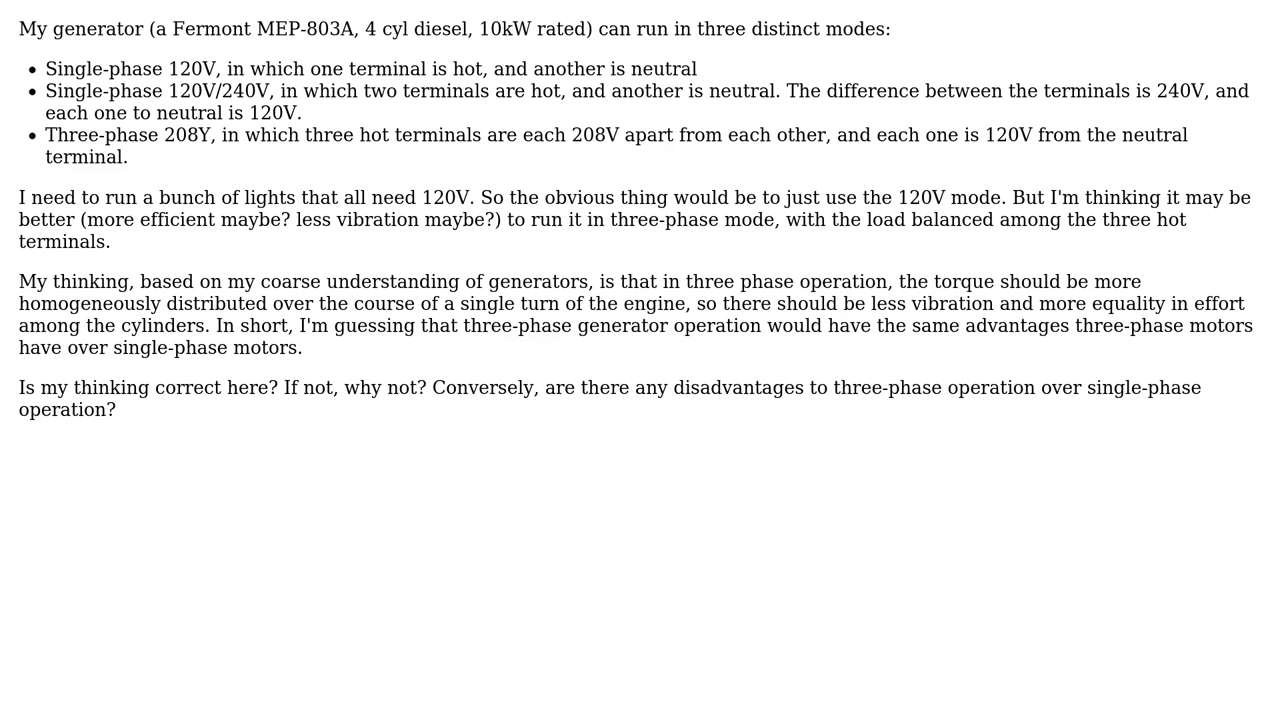 My generator (a Fermont MEP-803A, 4 cyl diesel, 10kW rated) can run in three distinct modes:
• Single-phase 120V, in which one terminal is hot, and another is neutral
• Single-phase 120V/240V, in which two terminals are hot, and another is neutral. The difference between the terminals is 240V, and
each one to neutral is 120V.
• Three-phase 208Y, in which three hot terminals are each 208V apart from each other, and each one is 120V from the neutral
terminal.
I need to run a bunch of lights that all need 120V. So the obvious thing would be to just use the 120V mode. But I'm thinking it may be
better (more efficient maybe? less vibration maybe?) to run it in three-phase mode, with the load balanced among the three hot
terminals.
My thinking, based on my coarse understanding of generators, is that in three phase operation, the torque should be more
homogeneously distributed over the course of a single turn of the engine, so there should be less vibration and more equality in effort
among the cylinders. In short, I'm guessing that three-phase generator operation would have the same advantages three-phase motors
have over single-phase motors.
Is my thinking correct here? If not, why not? Conversely, are there any disadvantages to three-phase operation over single-phase
operation?